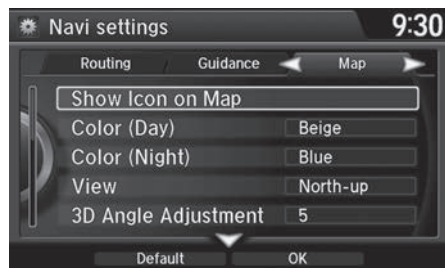 Navi settings 9:30
Routing Guidance Map
Show Icon on Map
Color (Day) Beige
Color (Night) Blue
View North-up
3D Angle Adjustment 5
Default OK